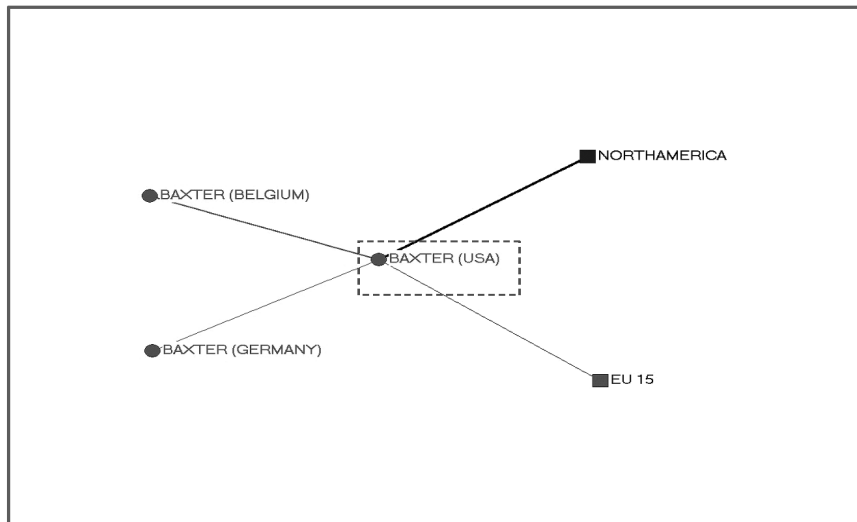 NORTHAMERICA
BAXTER (BELGIUM)
BAXTER (USA)
BAXTER (GERMANY)
EU 15